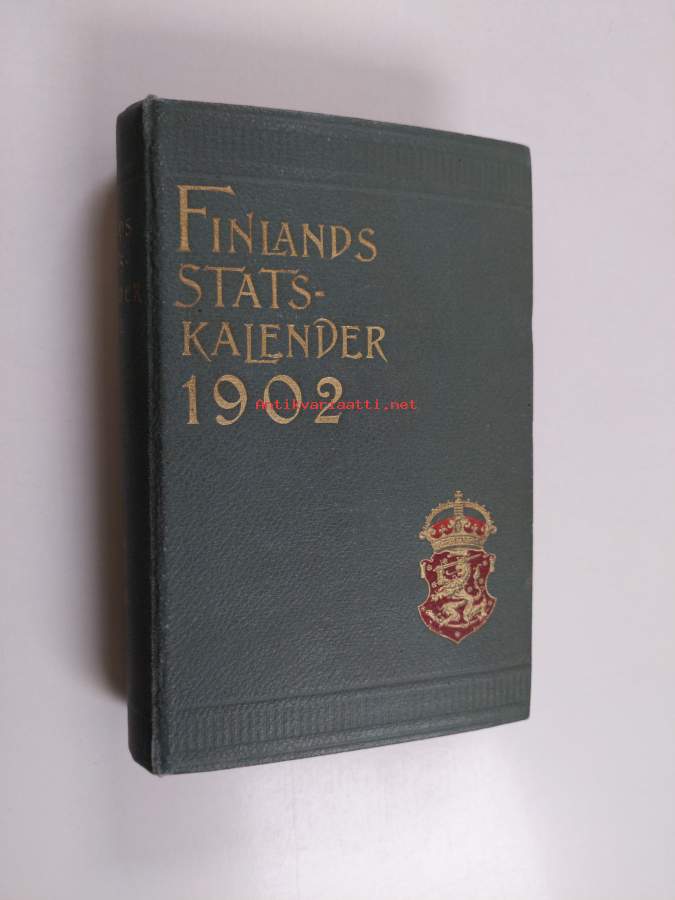 FINLANDS
STATS-
KALENDER
1902
Antikvariaatti.net